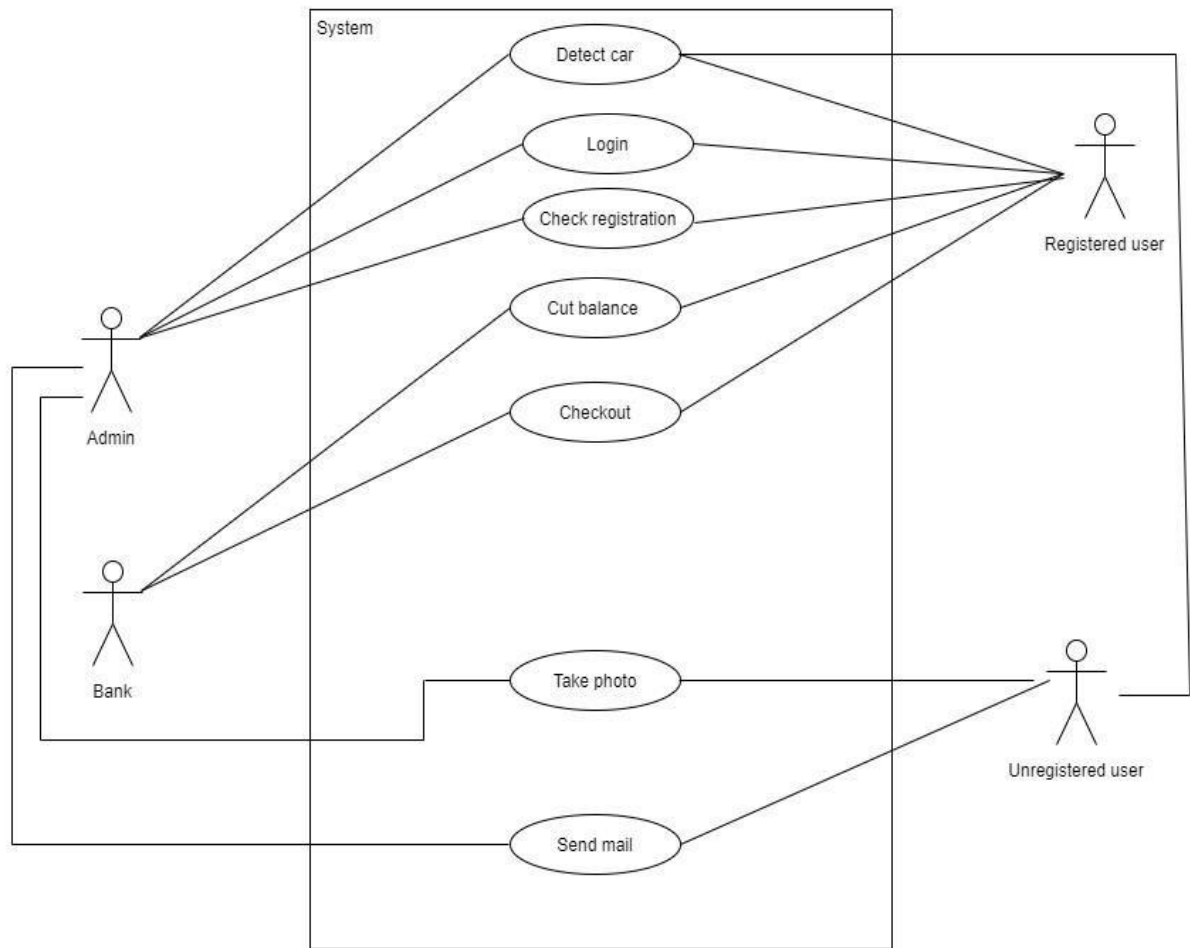 System
Detect car
Login
Check registration
Registered user
Cut balance
Checkout
Admin
Take photo
Bank
Unregistered user
Send mail